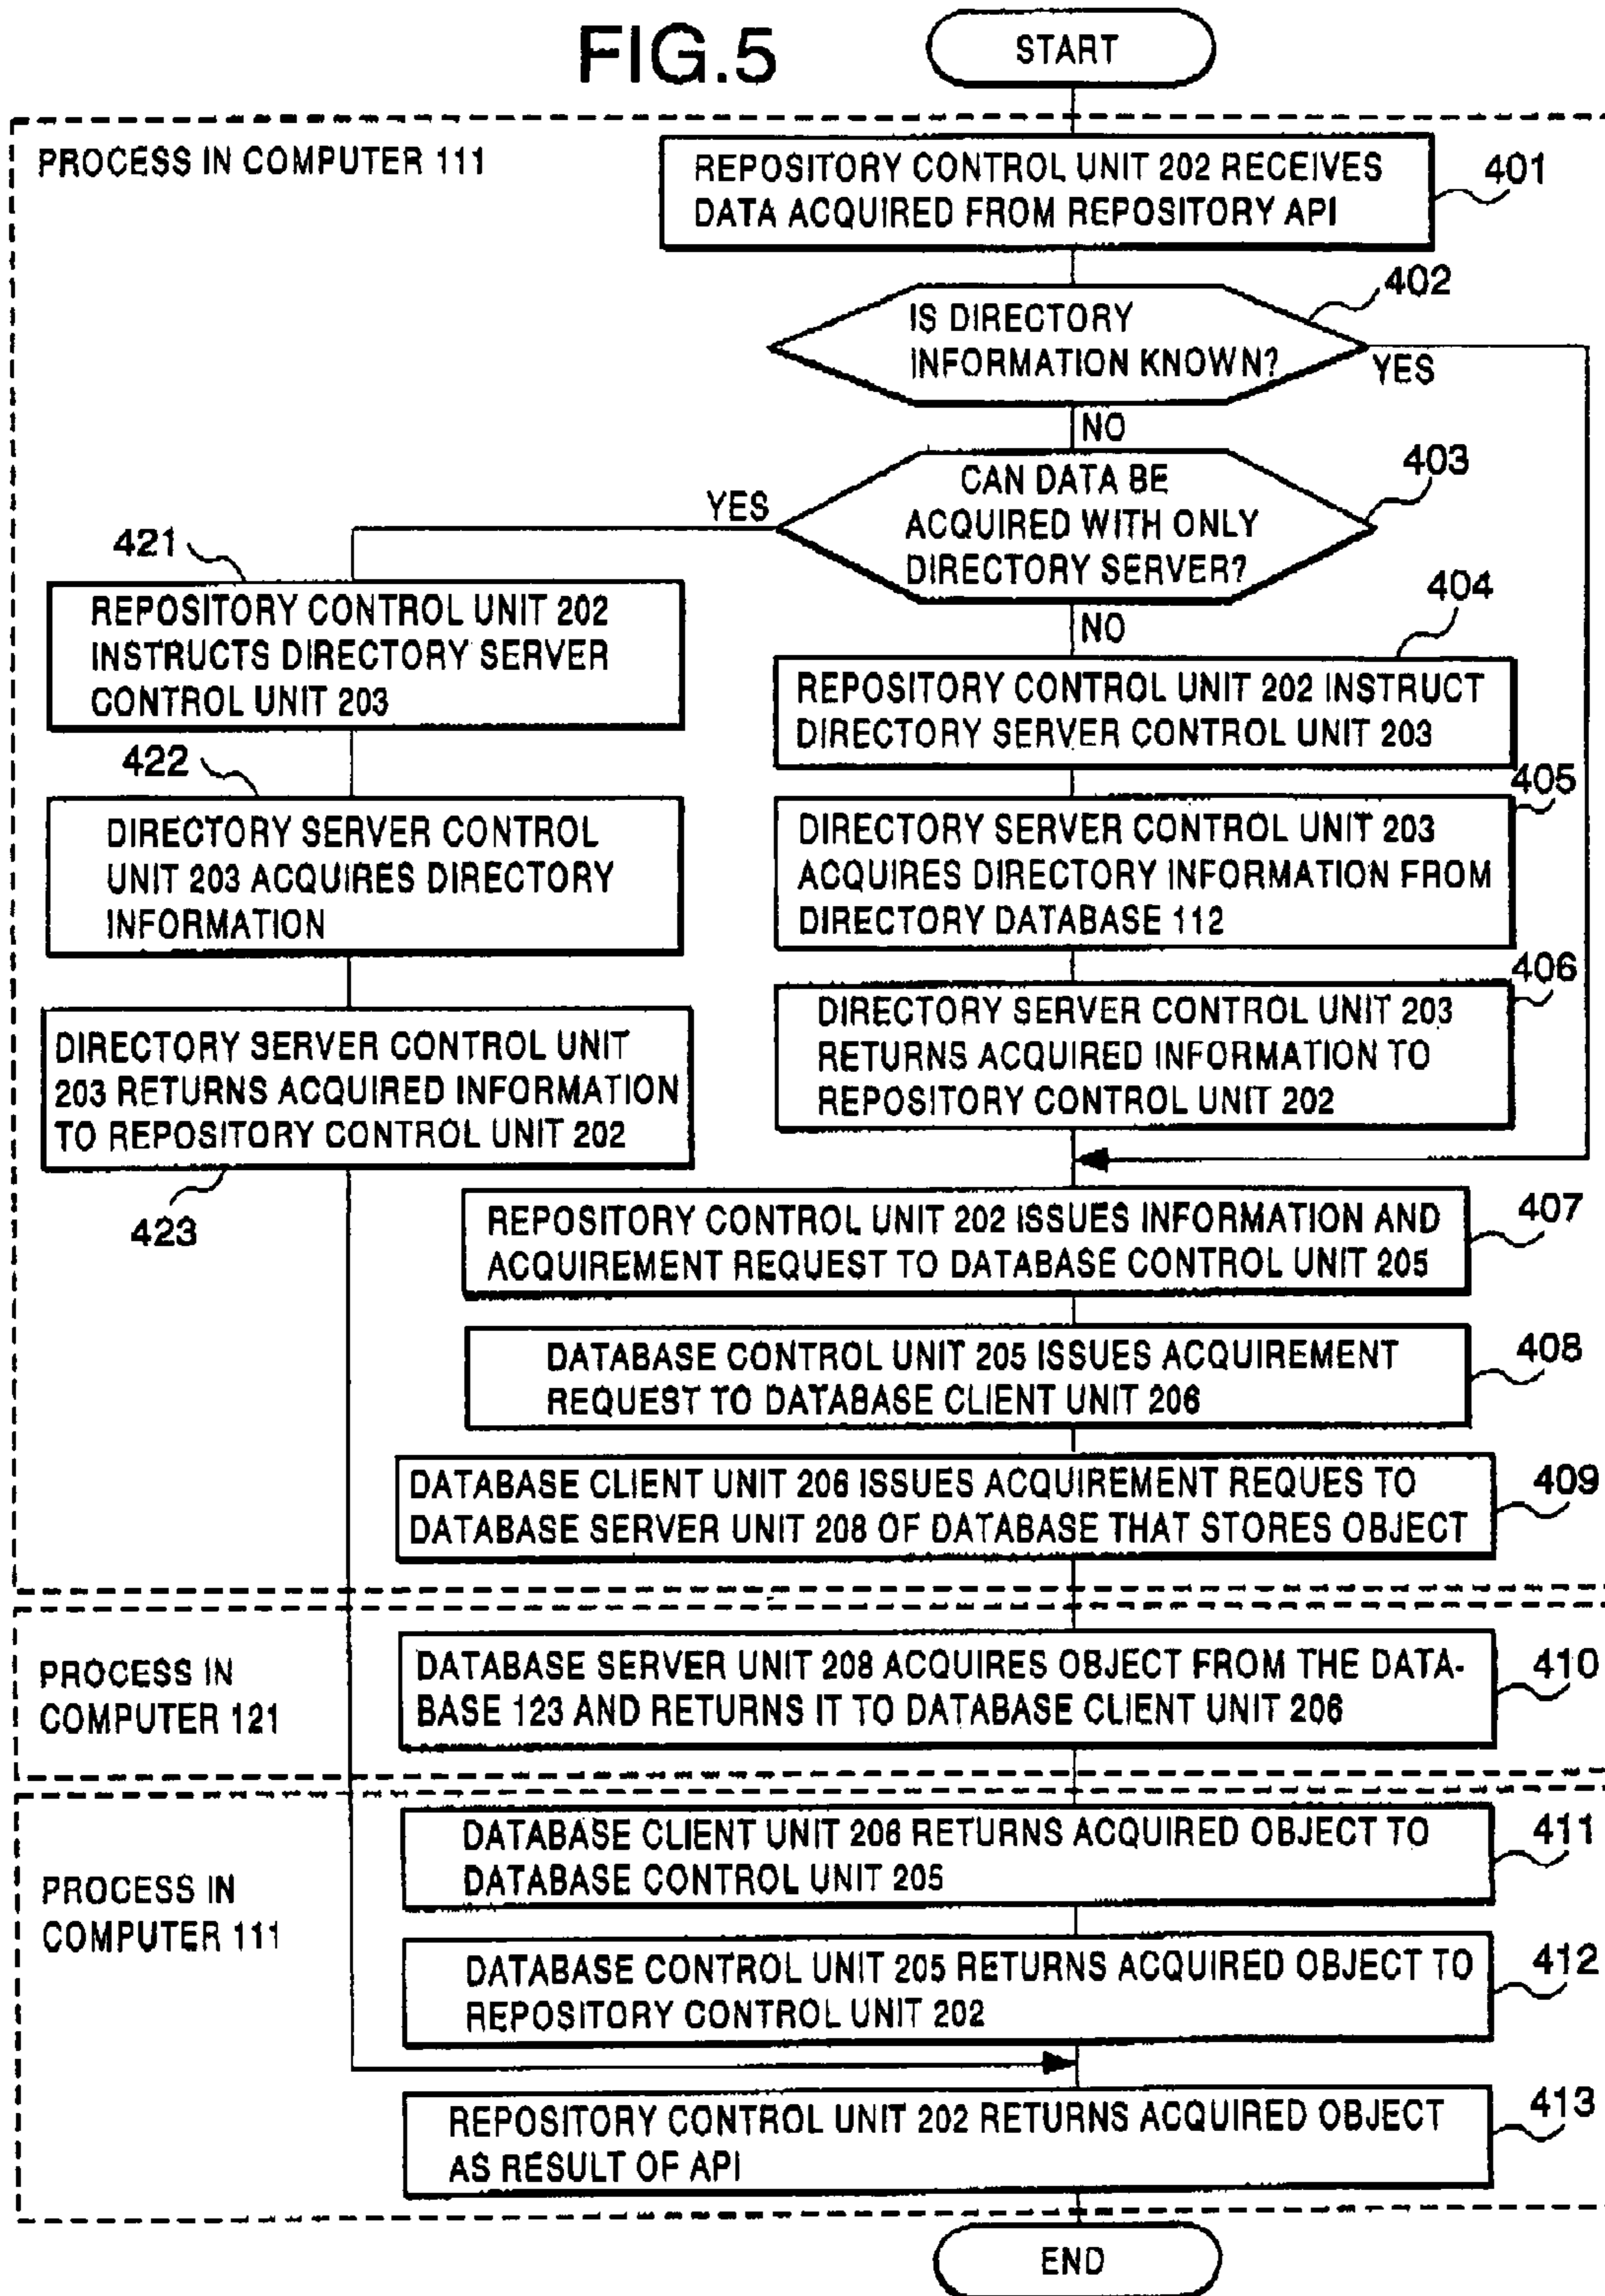 FIG.5
START
PROCESS IN COMPUTER 111
REPOSITORY CONTROL UNIT 202 RECEIVES
DATA ACQUIRED FROM REPOSITORY API
401
402
IS DIRECTORY
INFORMATION KNOWN?
YES
NO
403
CAN DATA BE
ACQUIRED WITH ONLY
DIRECTORY SERVER?
YES
NO
421
REPOSITORY CONTROL UNIT 202
INSTRUCTS DIRECTORY SERVER
CONTROL UNIT 203
422
DIRECTORY SERVER CONTROL
UNIT 203 ACQUIRES DIRECTORY
INFORMATION
DIRECTORY SERVER CONTROL UNIT
203 RETURNS ACQUIRED INFORMATION
TO REPOSITORY CONTROL UNIT 202
423
404
REPOSITORY CONTROL UNIT 202 INSTRUCT
DIRECTORY SERVER CONTROL UNIT 203
405
DIRECTORY SERVER CONTROL UNIT 203
ACQUIRES DIRECTORY INFORMATION FROM
DIRECTORY DATABASE 112
406
DIRECTORY SERVER CONTROL UNIT 203
RETURNS ACQUIRED INFORMATION TO
REPOSITORY CONTROL UNIT 202
REPOSITORY CONTROL UNIT 202 ISSUES INFORMATION AND
ACQUIREMENT REQUEST TO DATABASE CONTROL UNIT 205
407
DATABASE CONTROL UNIT 205 ISSUES ACQUIREMENT
REQUEST TO DATABASE CLIENT UNIT 206
408
DATABASE CLIENT UNIT 206 ISSUES ACQUIREMENT REQUES TO
DATABASE SERVER UNIT 208 OF DATABASE THAT STORES OBJECT
409
PROCESS IN
COMPUTER 121
DATABASE SERVER UNIT 208 ACQUIRES OBJECT FROM THE DATA-
BASE 123 AND RETURNS IT TO DATABASE CLIENT UNIT 206
410
PROCESS IN
COMPUTER 111
DATABASE CLIENT UNIT 206 RETURNS ACQUIRED OBJECT TO
DATABASE CONTROL UNIT 205
411
DATABASE CONTROL UNIT 205 RETURNS ACQUIRED OBJECT TO
REPOSITORY CONTROL UNIT 202
412
REPOSITORY CONTROL UNIT 202 RETURNS ACQUIRED OBJECT
AS RESULT OF API
413
END